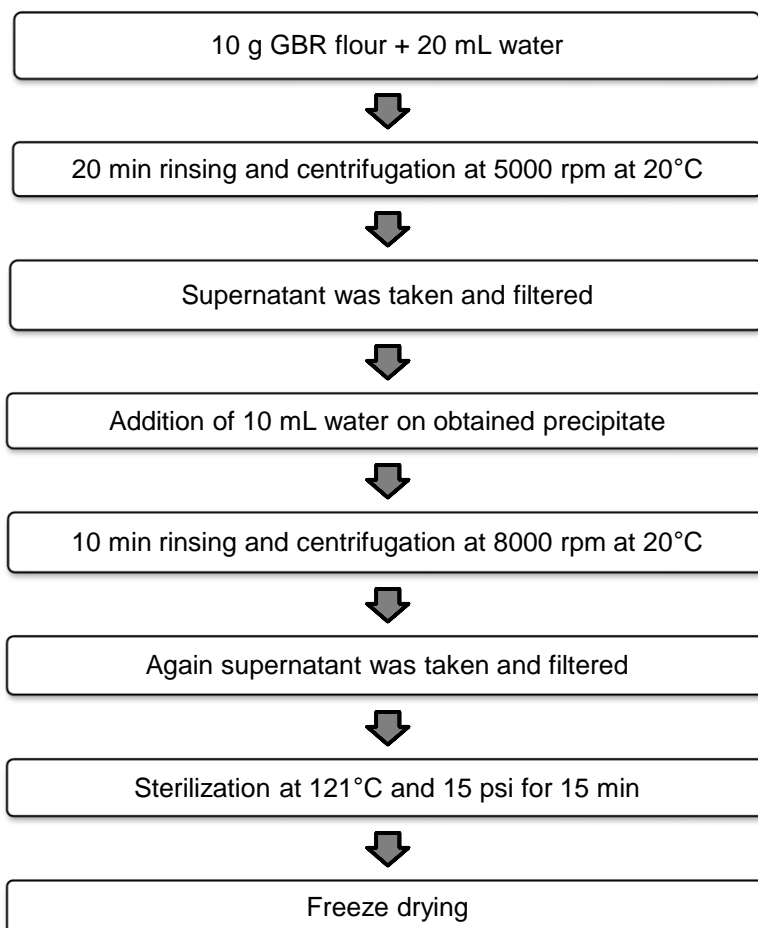 10 g GBR flour + 20 mL water
20 min rinsing and centrifugation at 5000 rpm at 20°C
Supernatant was taken and filtered
Addition of 10 mL water on obtained precipitate
10 min rinsing and centrifugation at 8000 rpm at 20°C
Again supernatant was taken and filtered
Sterilization at 121°C and 15 psi for 15 min
Freeze drying